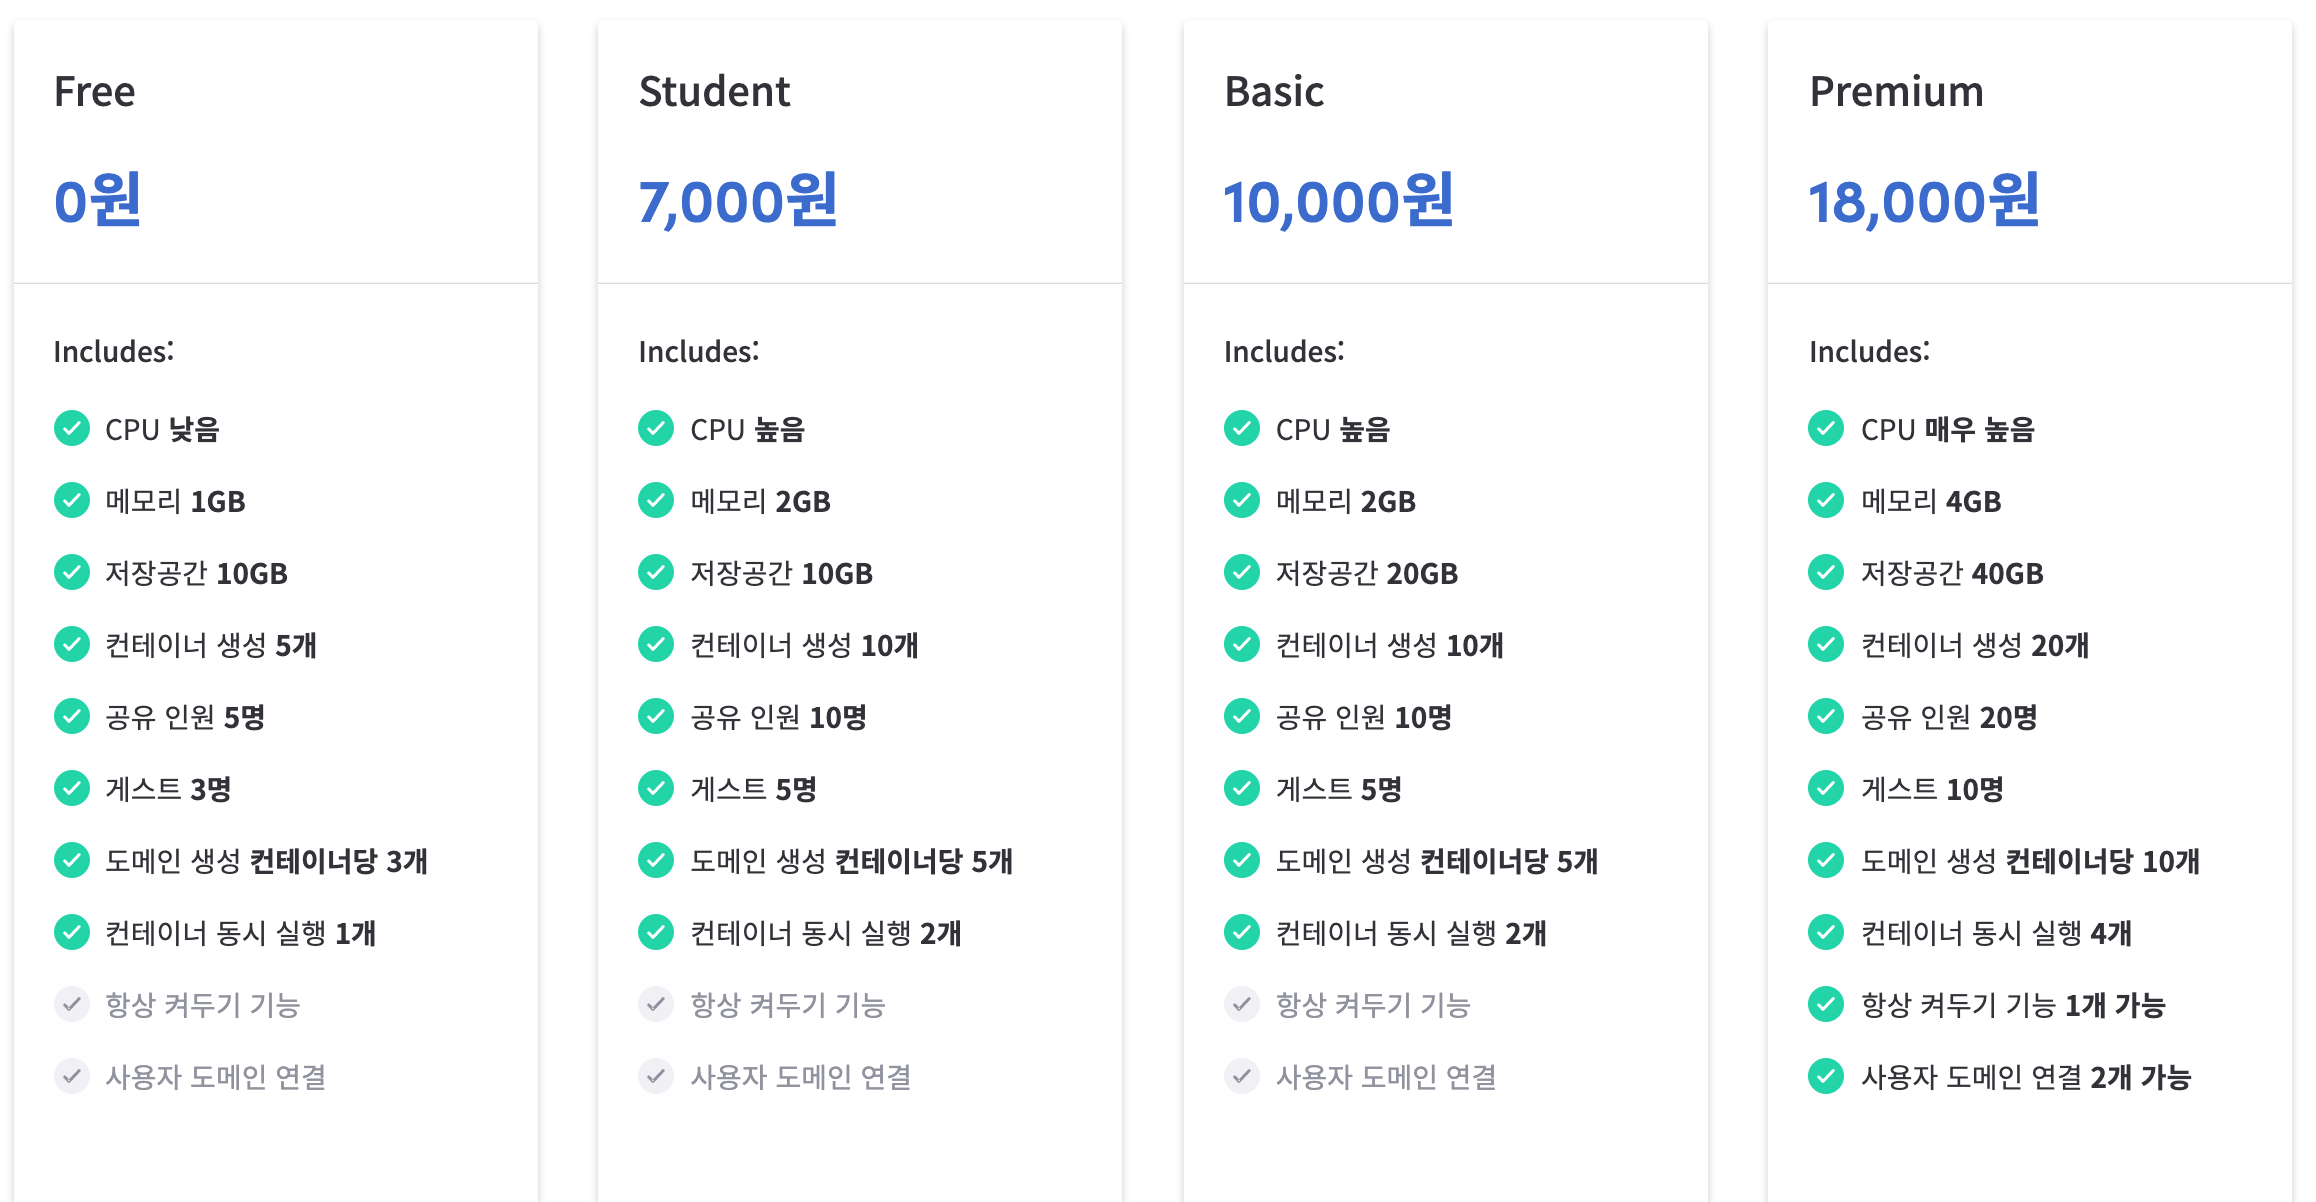 Free
0원
Includes:
CPU 낮음
메모리 1GB
저장공간 10GB
컨테이너 생성 5개
공유 인원 5명
게스트 3명
도메인 생성 컨테이너당 3개
컨테이너 동시 실행 1개
항상 켜두기 기능
사용자 도메인 연결
Student
7,000원
Includes:
CPU 높음
메모리 2GB
저장공간 10GB
컨테이너 생성 10개
공유 인원 10명
게스트 5명
도메인 생성 컨테이너당 5개
컨테이너 동시 실행 2개
항상 켜두기 기능
사용자 도메인 연결
Basic
10,000원
Includes:
CPU 높음
메모리 2GB
저장공간 20GB
컨테이너 생성 10개
공유 인원 10명
게스트 5명
도메인 생성 컨테이너당 5개
컨테이너 동시 실행 2개
항상 켜두기 기능
사용자 도메인 연결
Premium
18,000원
Includes:
CPU 매우 높음
메모리 4GB
저장공간 40GB
컨테이너 생성 20개
공유 인원 20명
게스트 10명
도메인 생성 컨테이너당 10개
컨테이너 동시 실행 4개
항상 켜두기 기능 1개 가능
사용자 도메인 연결 2개 가능